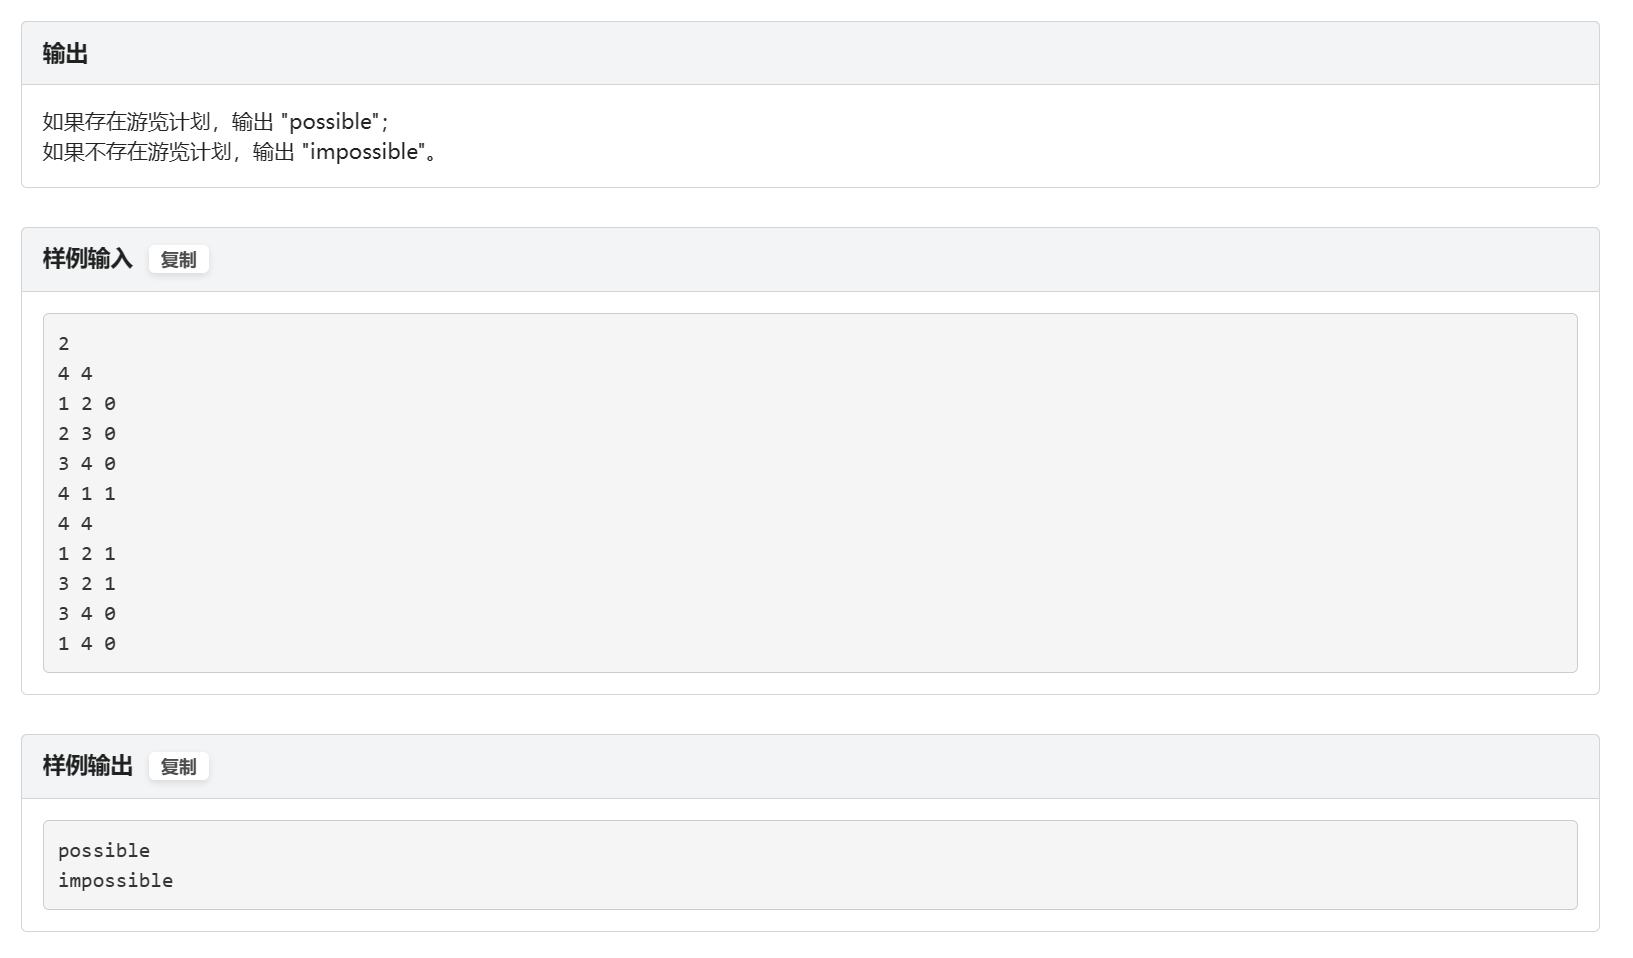 输出
如果存在游览计划，输出 "possible"；
如果不存在游览计划，输出 "impossible"。
样例输入 复制
2
4 4
1 2 0
2 3 0
3 4 0
4 1 1
4 4
1 2 1
3 2 1
3 4 0
1 4 0
样例输出 复制
possible
impossible